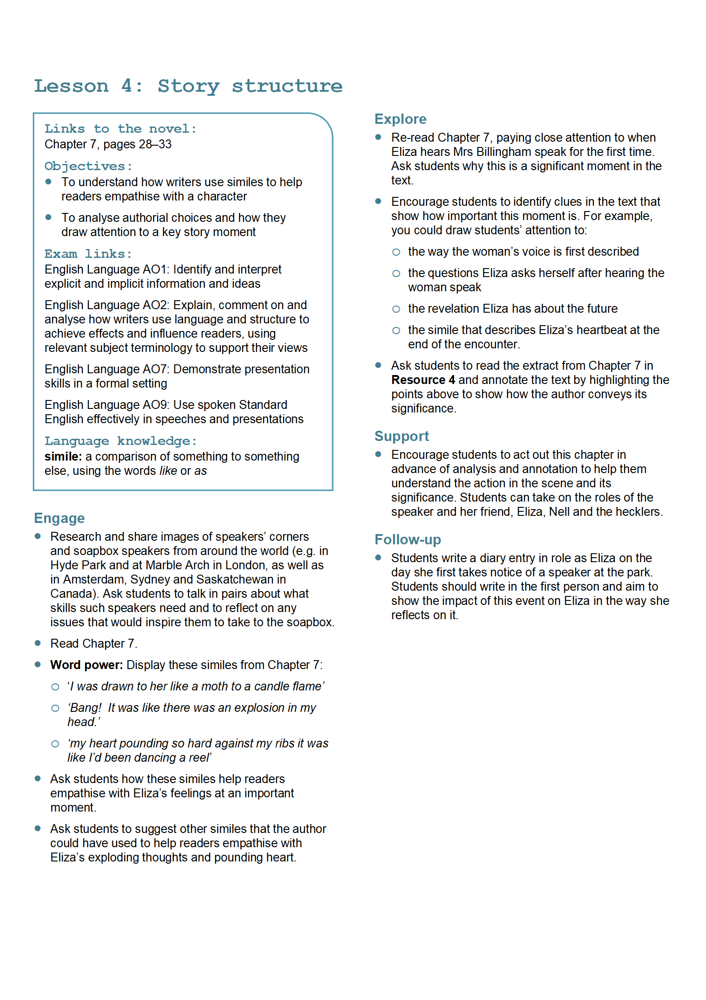 Lesson 4: Story structure
Links to the novel:
Chapter 7, pages 28–33
Objectives:
● To understand how writers use similes to help
readers empathise with a character
● To analyse authorial choices and how they
draw attention to a key story moment
Exam links:
English Language AO1: Identify and interpret
explicit and implicit information and ideas
English Language AO2: Explain, comment on and
analyse how writers use language and structure to
achieve effects and influence readers, using
relevant subject terminology to support their views
English Language AO7: Demonstrate presentation
skills in a formal setting
English Language AO9: Use spoken Standard
English effectively in speeches and presentations
Language knowledge:
simile: a comparison of something to something
else, using the words like or as
Engage
● Research and share images of speakers’ corners
and soapbox speakers from around the world (e.g. in
Hyde Park and at Marble Arch in London, as well as
in Amsterdam, Sydney and Saskatchewan in
Canada). Ask students to talk in pairs about what
skills such speakers need and to reflect on any
issues that would inspire them to take to the soapbox.
● Read Chapter 7.
● Word power: Display these similes from Chapter 7:
○ ‘I was drawn to her like a moth to a candle flame’
○ ‘Bang!  It was like there was an explosion in my
head.’
○ ‘my heart pounding so hard against my ribs it was
like I’d been dancing a reel’
● Ask students how these similes help readers
empathise with Eliza’s feelings at an important
moment.
● Ask students to suggest other similes that the author
could have used to help readers empathise with
Eliza’s exploding thoughts and pounding heart.
Explore
● Re-read Chapter 7, paying close attention to when
Eliza hears Mrs Billingham speak for the first time.
Ask students why this is a significant moment in the
text.
● Encourage students to identify clues in the text that
show how important this moment is. For example,
you could draw students’ attention to:
○ the way the woman’s voice is first described
○ the questions Eliza asks herself after hearing the
woman speak
○ the revelation Eliza has about the future
○ the simile that describes Eliza’s heartbeat at the
end of the encounter.
● Ask students to read the extract from Chapter 7 in
Resource 4 and annotate the text by highlighting the
points above to show how the author conveys its
significance.
Support
● Encourage students to act out this chapter in
advance of analysis and annotation to help them
understand the action in the scene and its
significance. Students can take on the roles of the
speaker and her friend, Eliza, Nell and the hecklers.
Follow-up
● Students write a diary entry in role as Eliza on the
day she first takes notice of a speaker at the park.
Students should write in the first person and aim to
show the impact of this event on Eliza in the way she
reflects on it.